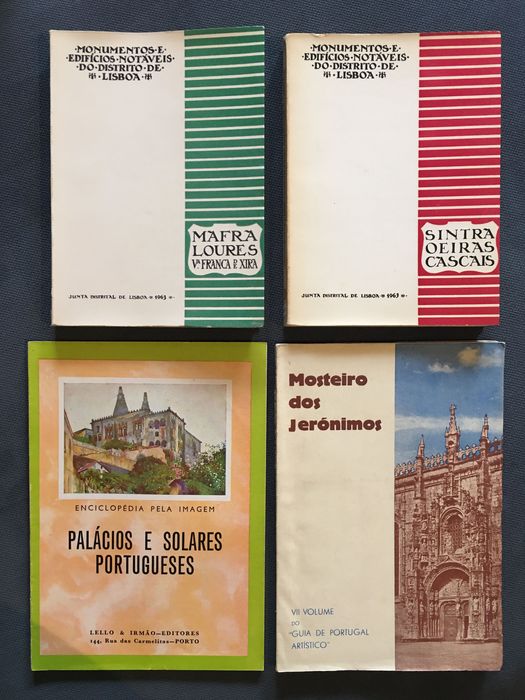 MONUMENTOS·E·
·EDIFÍCIOS·NOTÁVEIS
·DO·DISTRITO·DE·
·LISBOA·
MAFRA
LOURES
Vª FRANCA DE XIRA
JUNTA DISTRITAL DE LISBOA 1963
·MONUMENTOS·E·
·EDIFÍCIOS·NOTÁVEIS
·DO·DISTRITO·DE·
·LISBOA·
SINTRA
OEIRAS
CASCAIS
JUNTA DISTRITAL DE LISBOA 1963
ENCICLOPÉDIA PELA IMAGEM
PALÁCIOS E SOLARES
PORTUGUESES
LELLO & IRMÃO—EDITORES
144, Rua das Carmelitas—PORTO
Mosteiro
dos
Jerónimos
VII VOLUME
DO
"GUIA DE PORTUGAL
ARTÍSTICO"